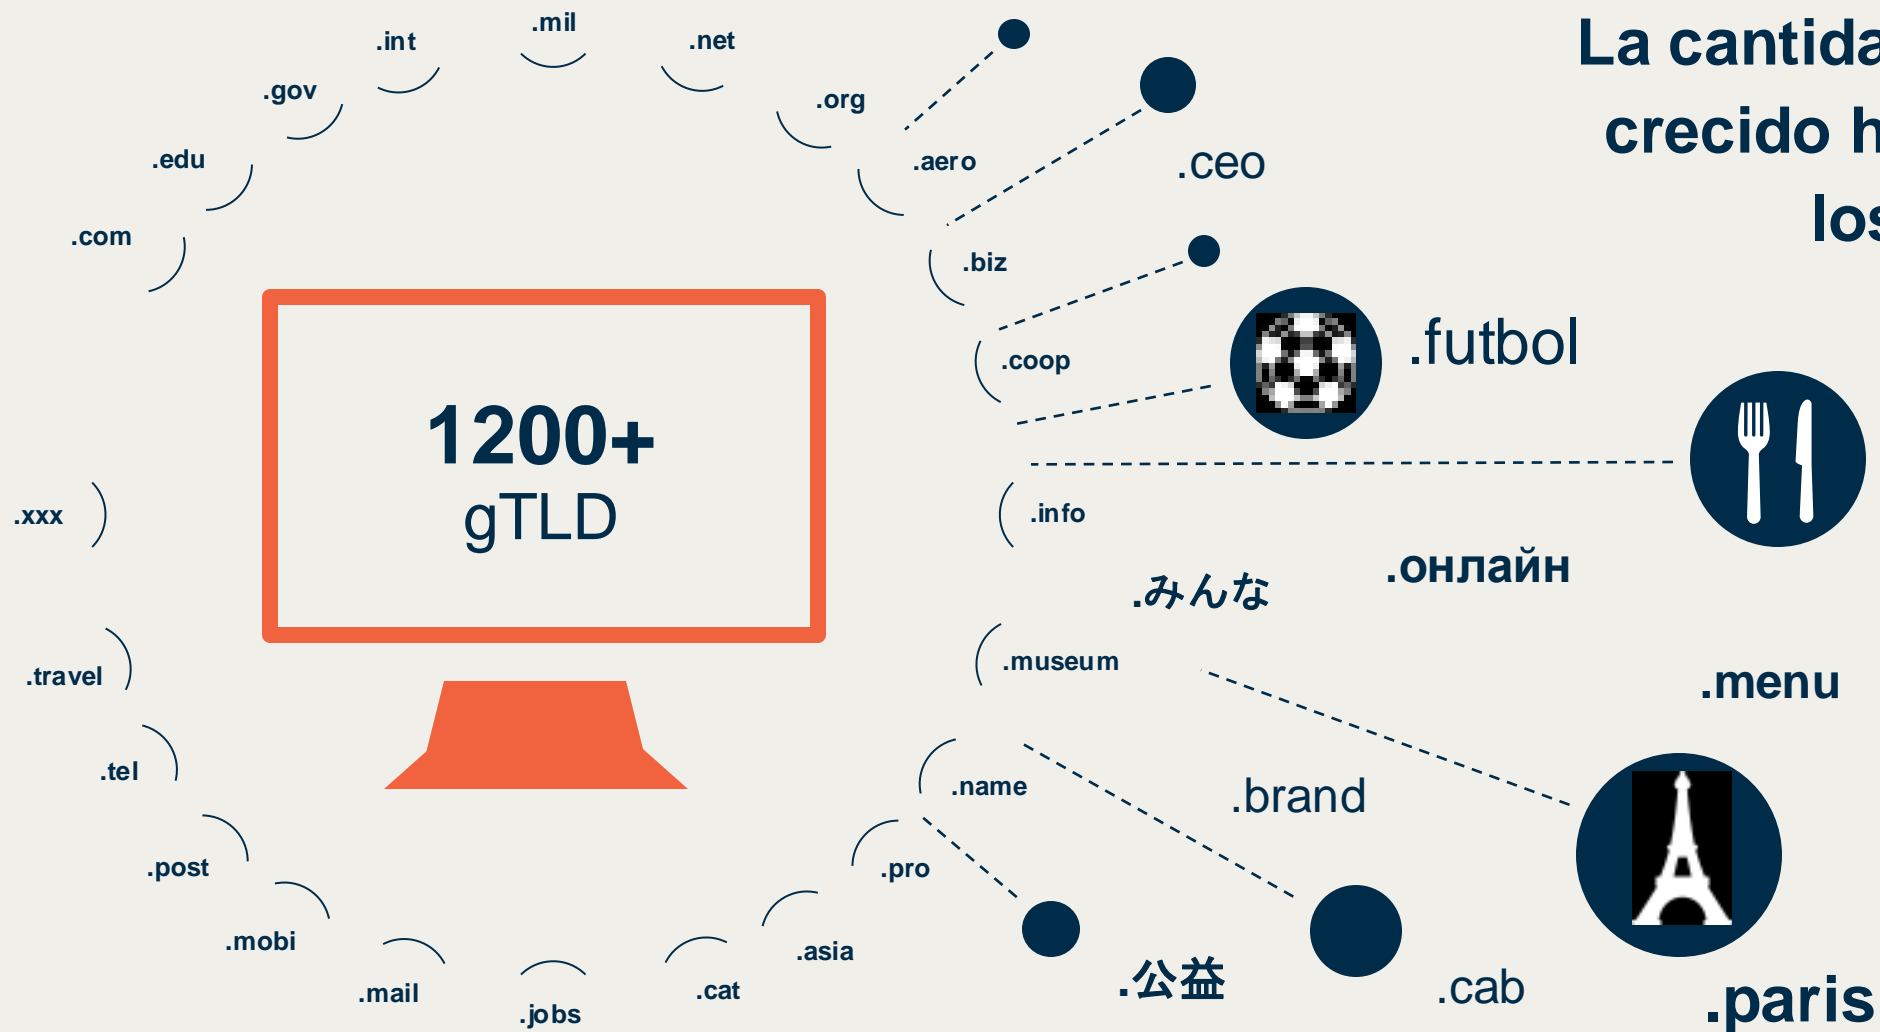 La cantida
crecido h
los
.mil
.int
.net
.gov
.org
.edu
.aero
.ceo
.com
.biz
.futbol
.coop
1200+
gTLD
.xxx
.info
.онлайн
.みんな
.museum
.travel
.menu
.tel
.name
.brand
.post
.pro
.mobi
.asia
.mail
.cat
.公益
.cab
.paris
.jobs